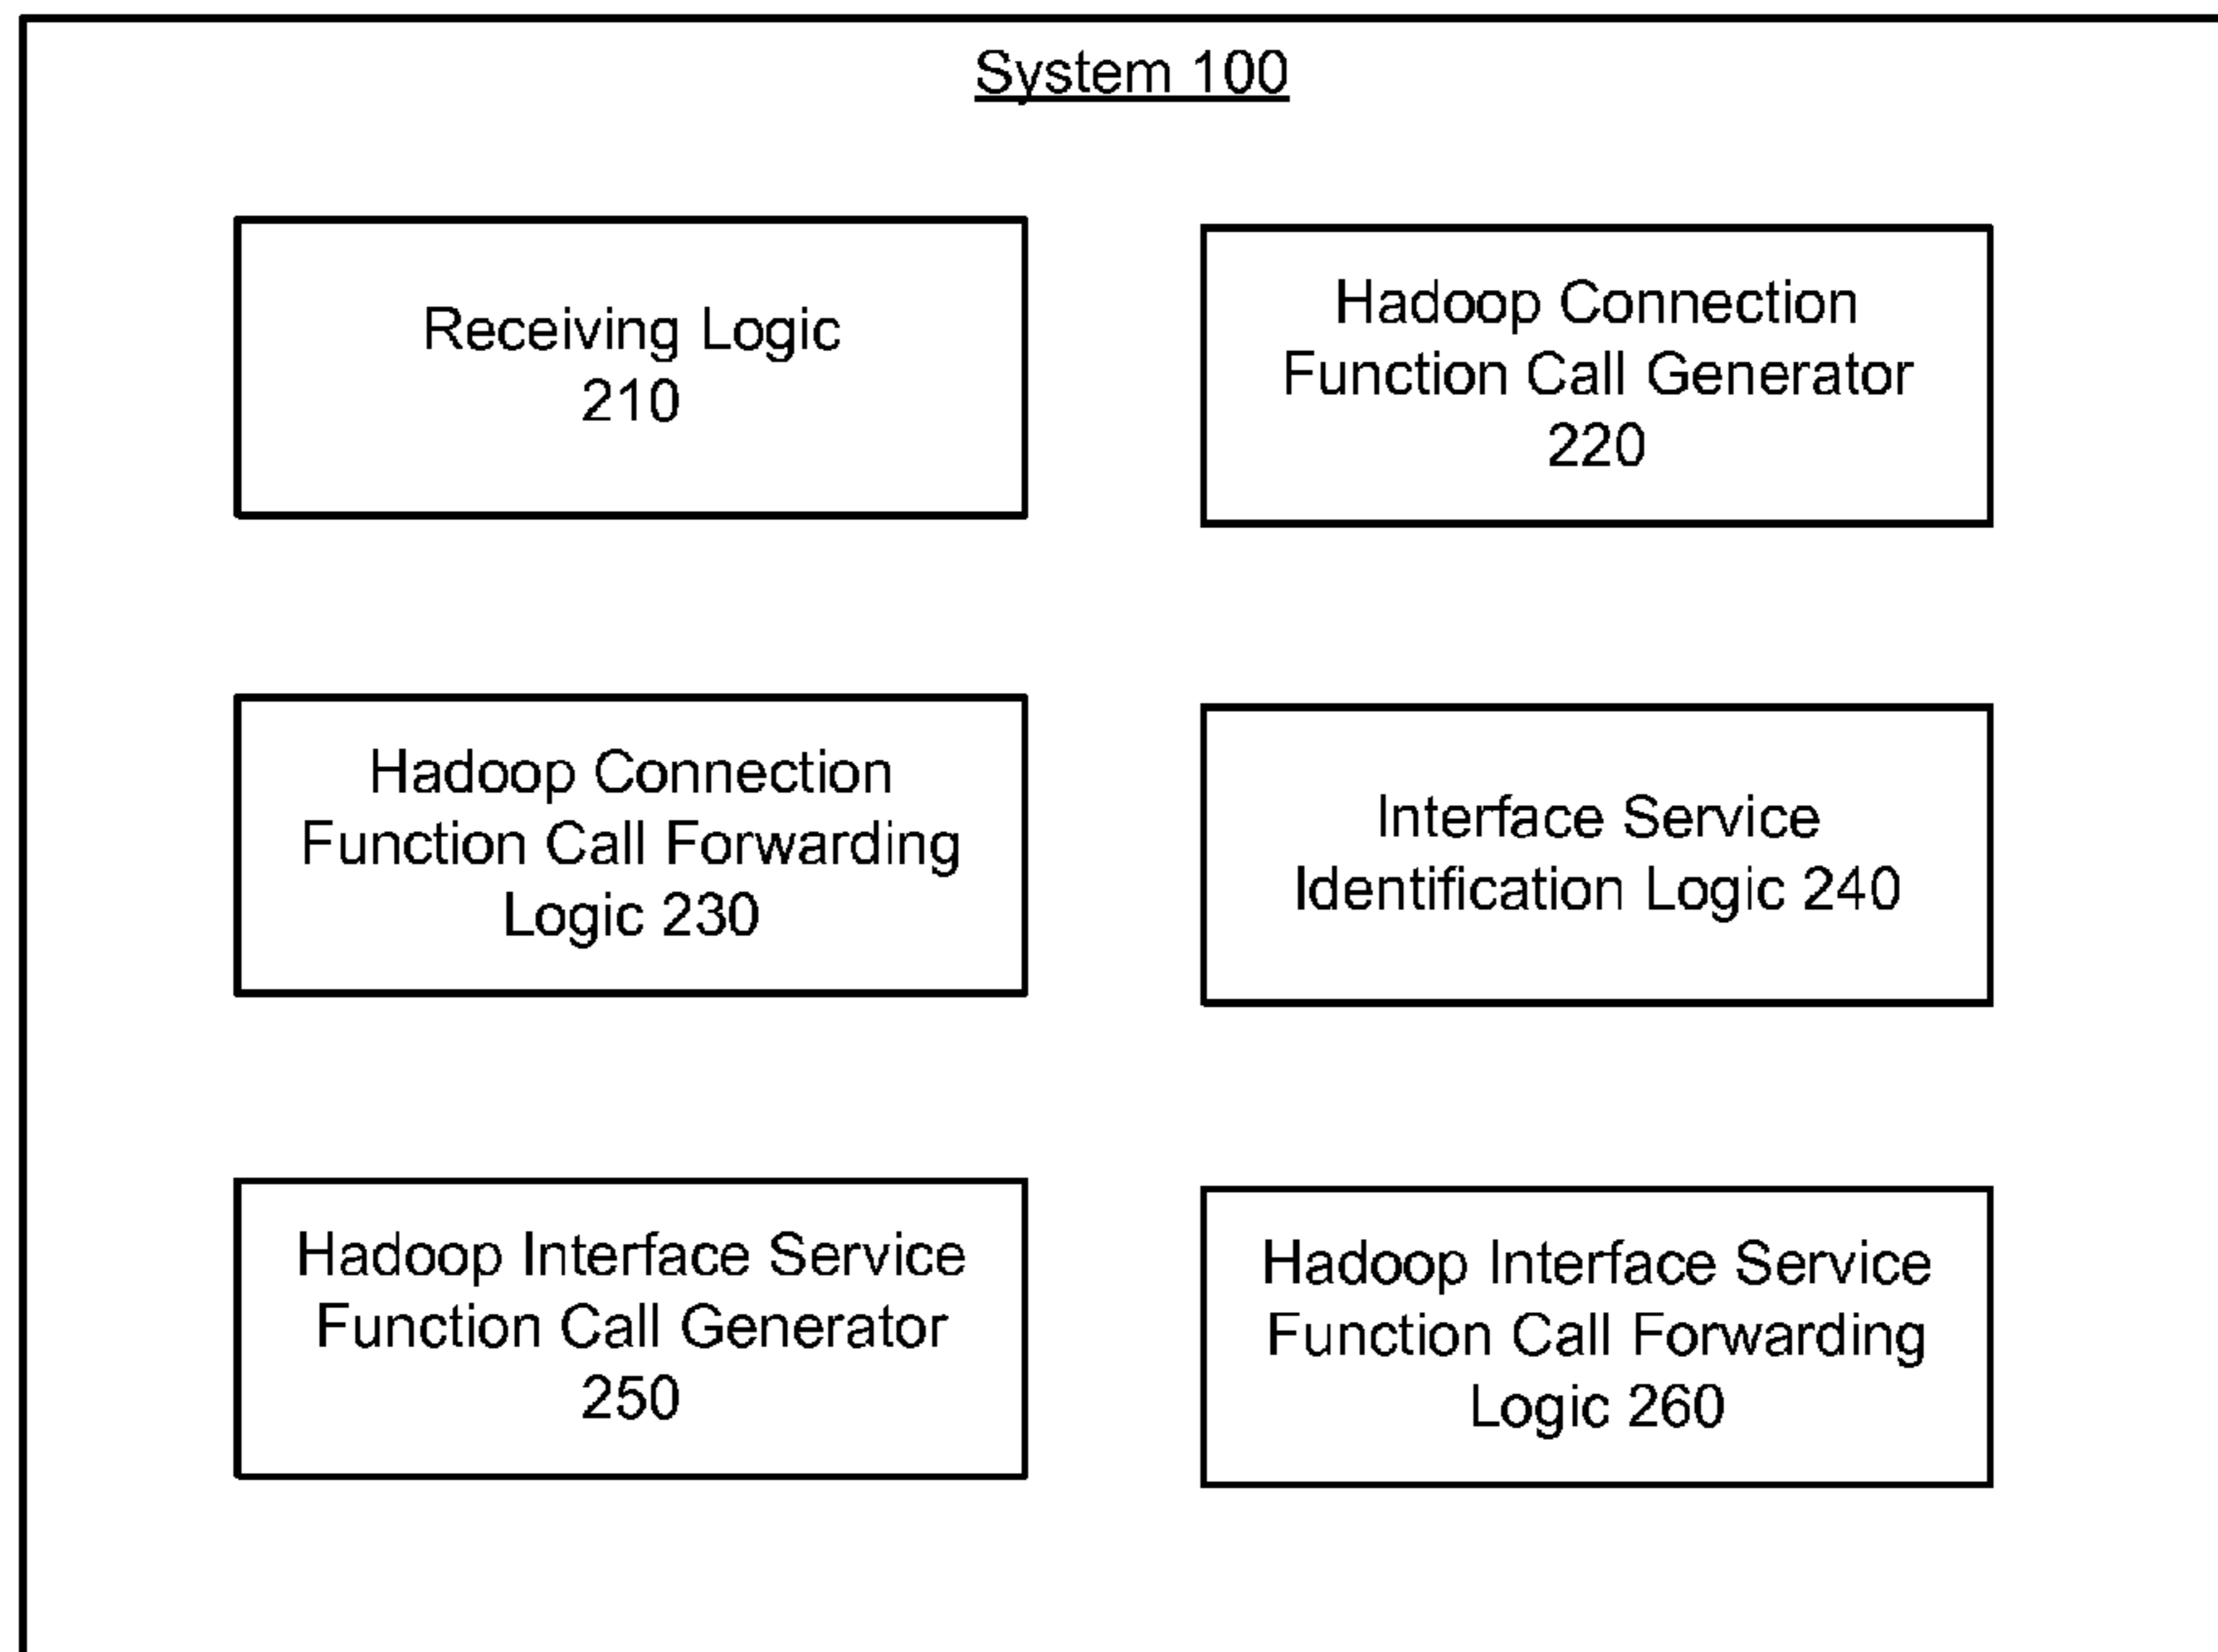 System 100
Receiving Logic
210
Hadoop Connection
Function Call Generator
220
Hadoop Connection
Function Call Forwarding
Logic 230
Interface Service
Identification Logic 240
Hadoop Interface Service
Function Call Generator
250
Hadoop Interface Service
Function Call Forwarding
Logic 260